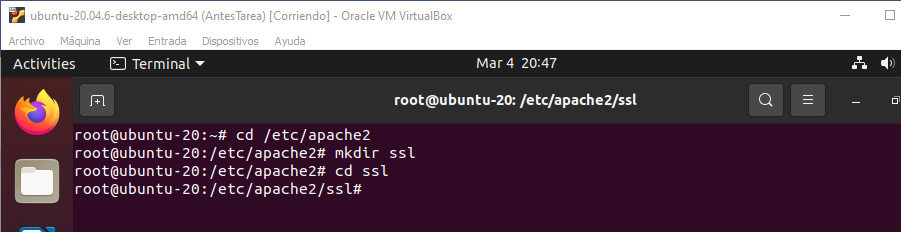 ubuntu-20.04.6-desktop-amd64 (AntesTarea) [Corriendo] - Oracle VM VirtualBox
Archivo Máquina Ver Entrada Dispositivos Ayuda
Activities Terminal Mar 4 20:47
root@ubuntu-20: /etc/apache2/ssl
root@ubuntu-20:~# cd /etc/apache2
root@ubuntu-20:/etc/apache2# mkdir ssl
root@ubuntu-20:/etc/apache2# cd ssl
root@ubuntu-20:/etc/apache2/ssl#